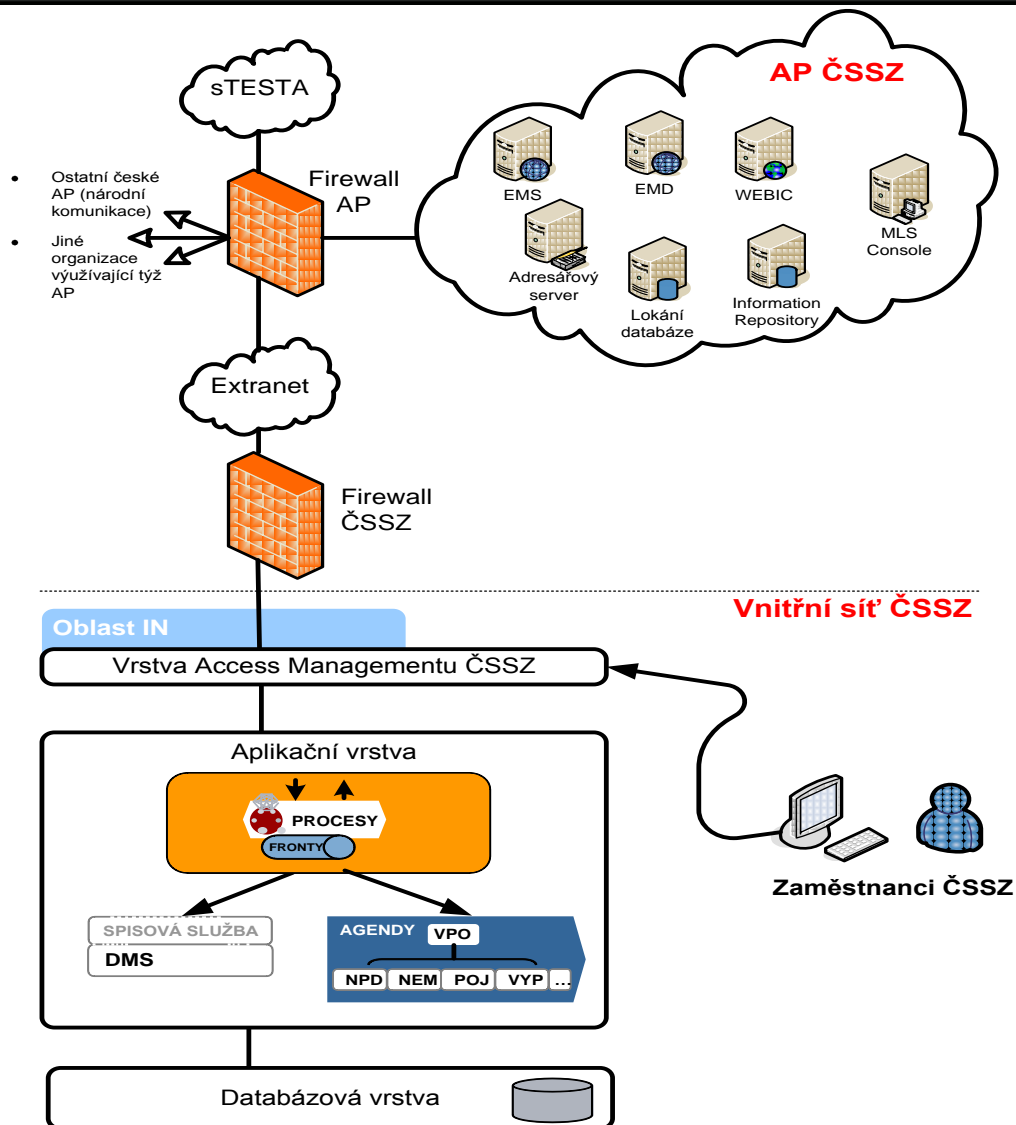 sTESTA
AP ČSSZ
EMS
EMD
WEBIC
MLS
Console
Adresářový
server
Lokání
databáze
Information
Repository
Firewall
AP
• Ostatní české
AP (národní
komunikace)
• Jiné
organizace
výužívající týž
AP
Extranet
Firewall
ČSSZ
Vnitřní síť ČSSZ
Oblast IN
Vrstva Access Managementu ČSSZ
Aplikační vrstva
PROCESY
FRONTY
SPISOVÁ SLUŽBA
DMS
AGENDY
VPO
NPD
NEM
POJ
VYP
...
Zaměstnanci ČSSZ
Databázová vrstva